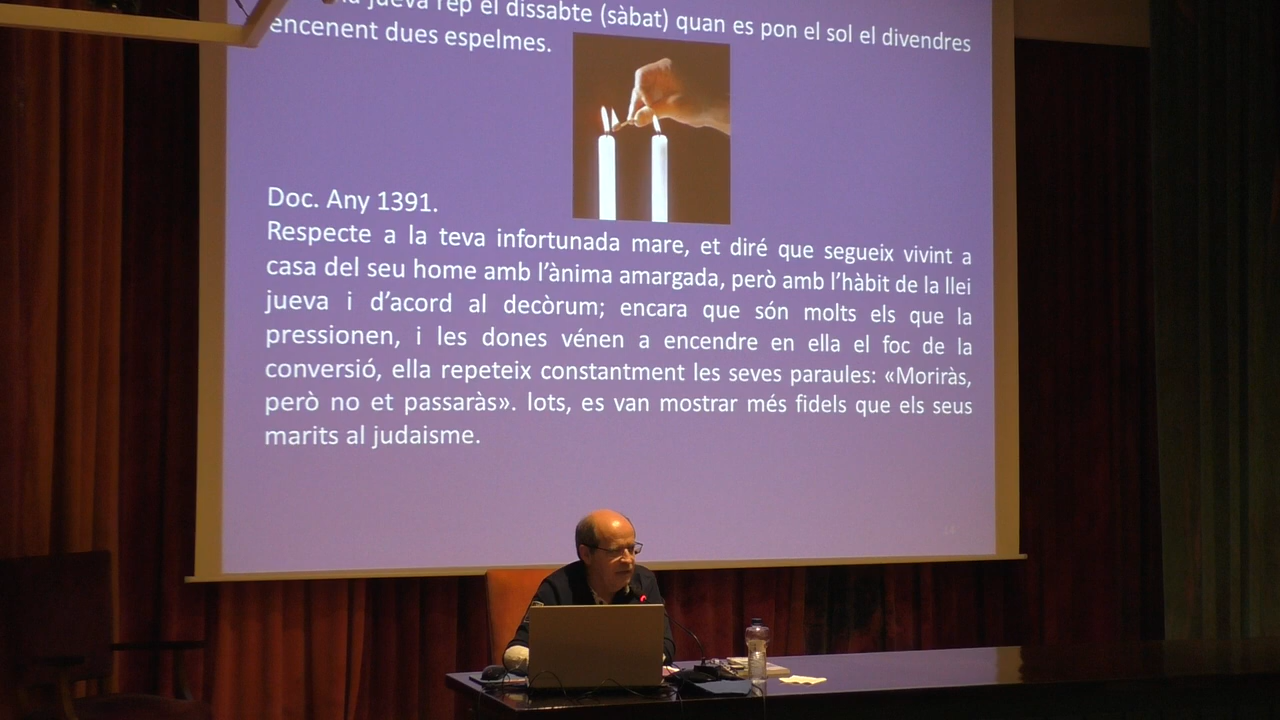 jueva rep el dissabte (sàbat) quan es pon el sol el divendres
encenent dues espelmes.
Doc. Any 1391.
Respecte a la teva infortunada mare, et diré que segueix vivint a
casa del seu home amb l'ànima amargada, però amb l'hàbit de la llei
jueva i d'acord al decòrum; encara que són molts els que la
pressionen, i les dones vénen a encendre en ella el foc de la
conversió, ella repeteix constantment les seves paraules: «Moriràs,
però no et passaràs». Iots, es van mostrar més fidels que els seus
marits al judaisme.